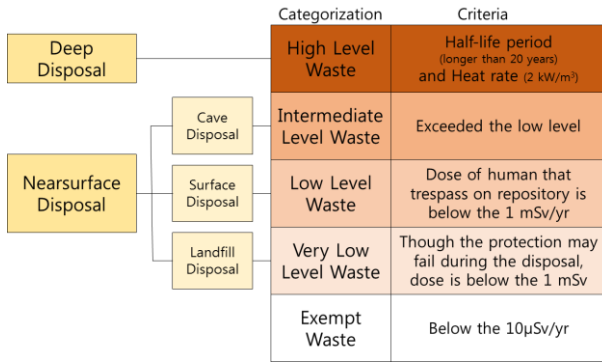 Categorization
Criteria
Deep
Disposal
High Level
Waste
Half-life period
(longer than 20 years)
and Heat rate (2 kW/m³)
Nearsurface
Disposal
Cave
Disposal
Intermediate
Level Waste
Exceeded the low level
Surface
Disposal
Low Level
Waste
Dose of human that
trespass on repository is
below the 1 mSv/yr
Landfill
Disposal
Very Low
Level Waste
Though the protection may
fail during the disposal,
dose is below the 1 mSv
Exempt
Waste
Below the 10μSv/yr